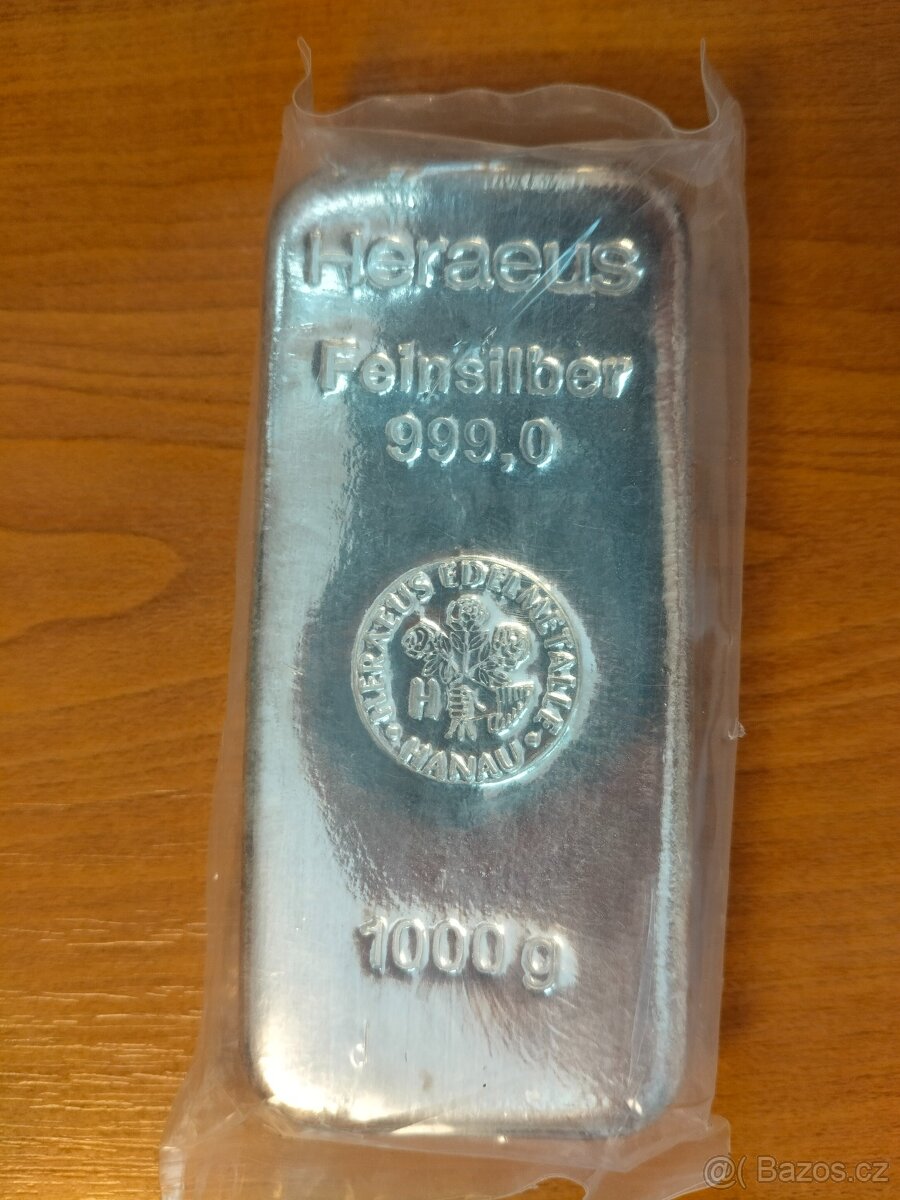 Heraeus
Feinsilber
999,0
HERAEUS EDELMETALLE
HANAU
H
1000 g
@( Bazos.cz